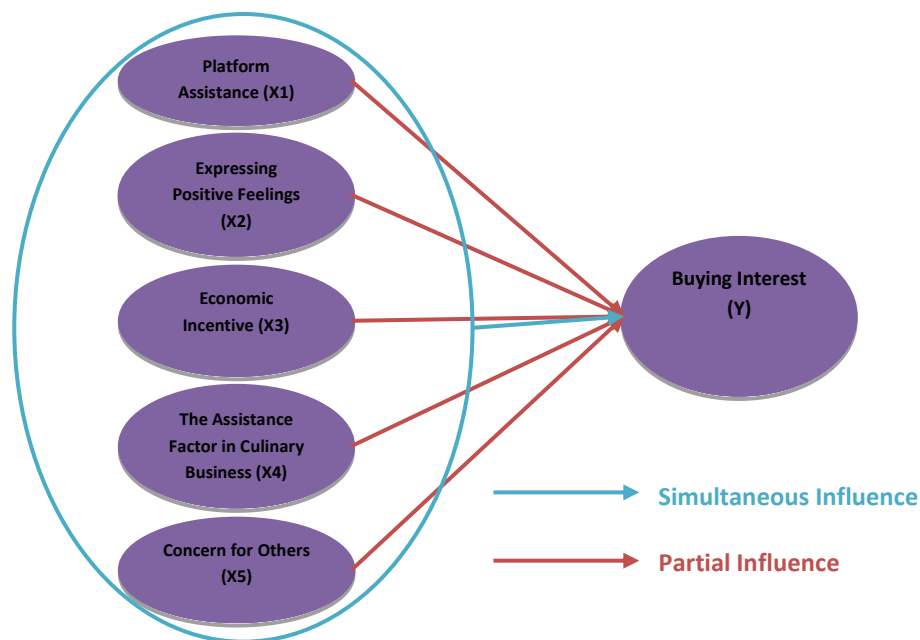 Platform
Assistance (X1)
Expressing
Positive Feelings
(X2)
Economic
Incentive (X3)
The Assistance
Factor in Culinary
Business (X4)
Concern for Others
(X5)
Buying Interest
(Y)
Simultaneous Influence
Partial Influence